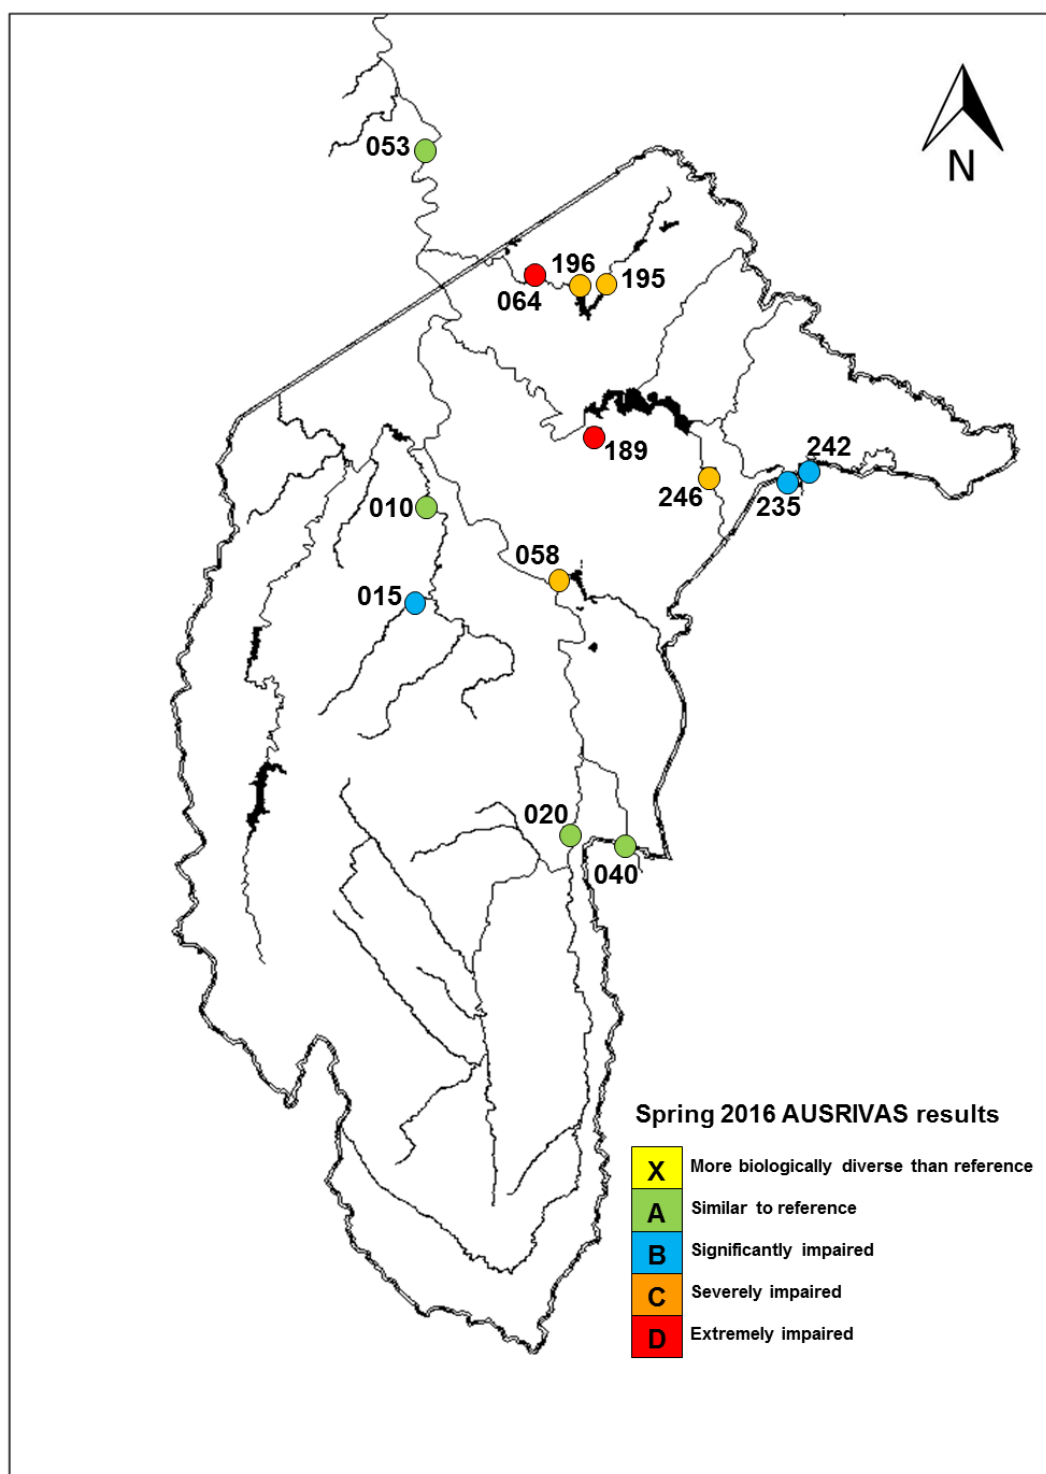 053
N
196
195
064
189
242
246
235
010
058
015
020
040
Spring 2016 AUSRIVAS results
X More biologically diverse than reference
A Similar to reference
B Significantly impaired
C Severely impaired
D Extremely impaired